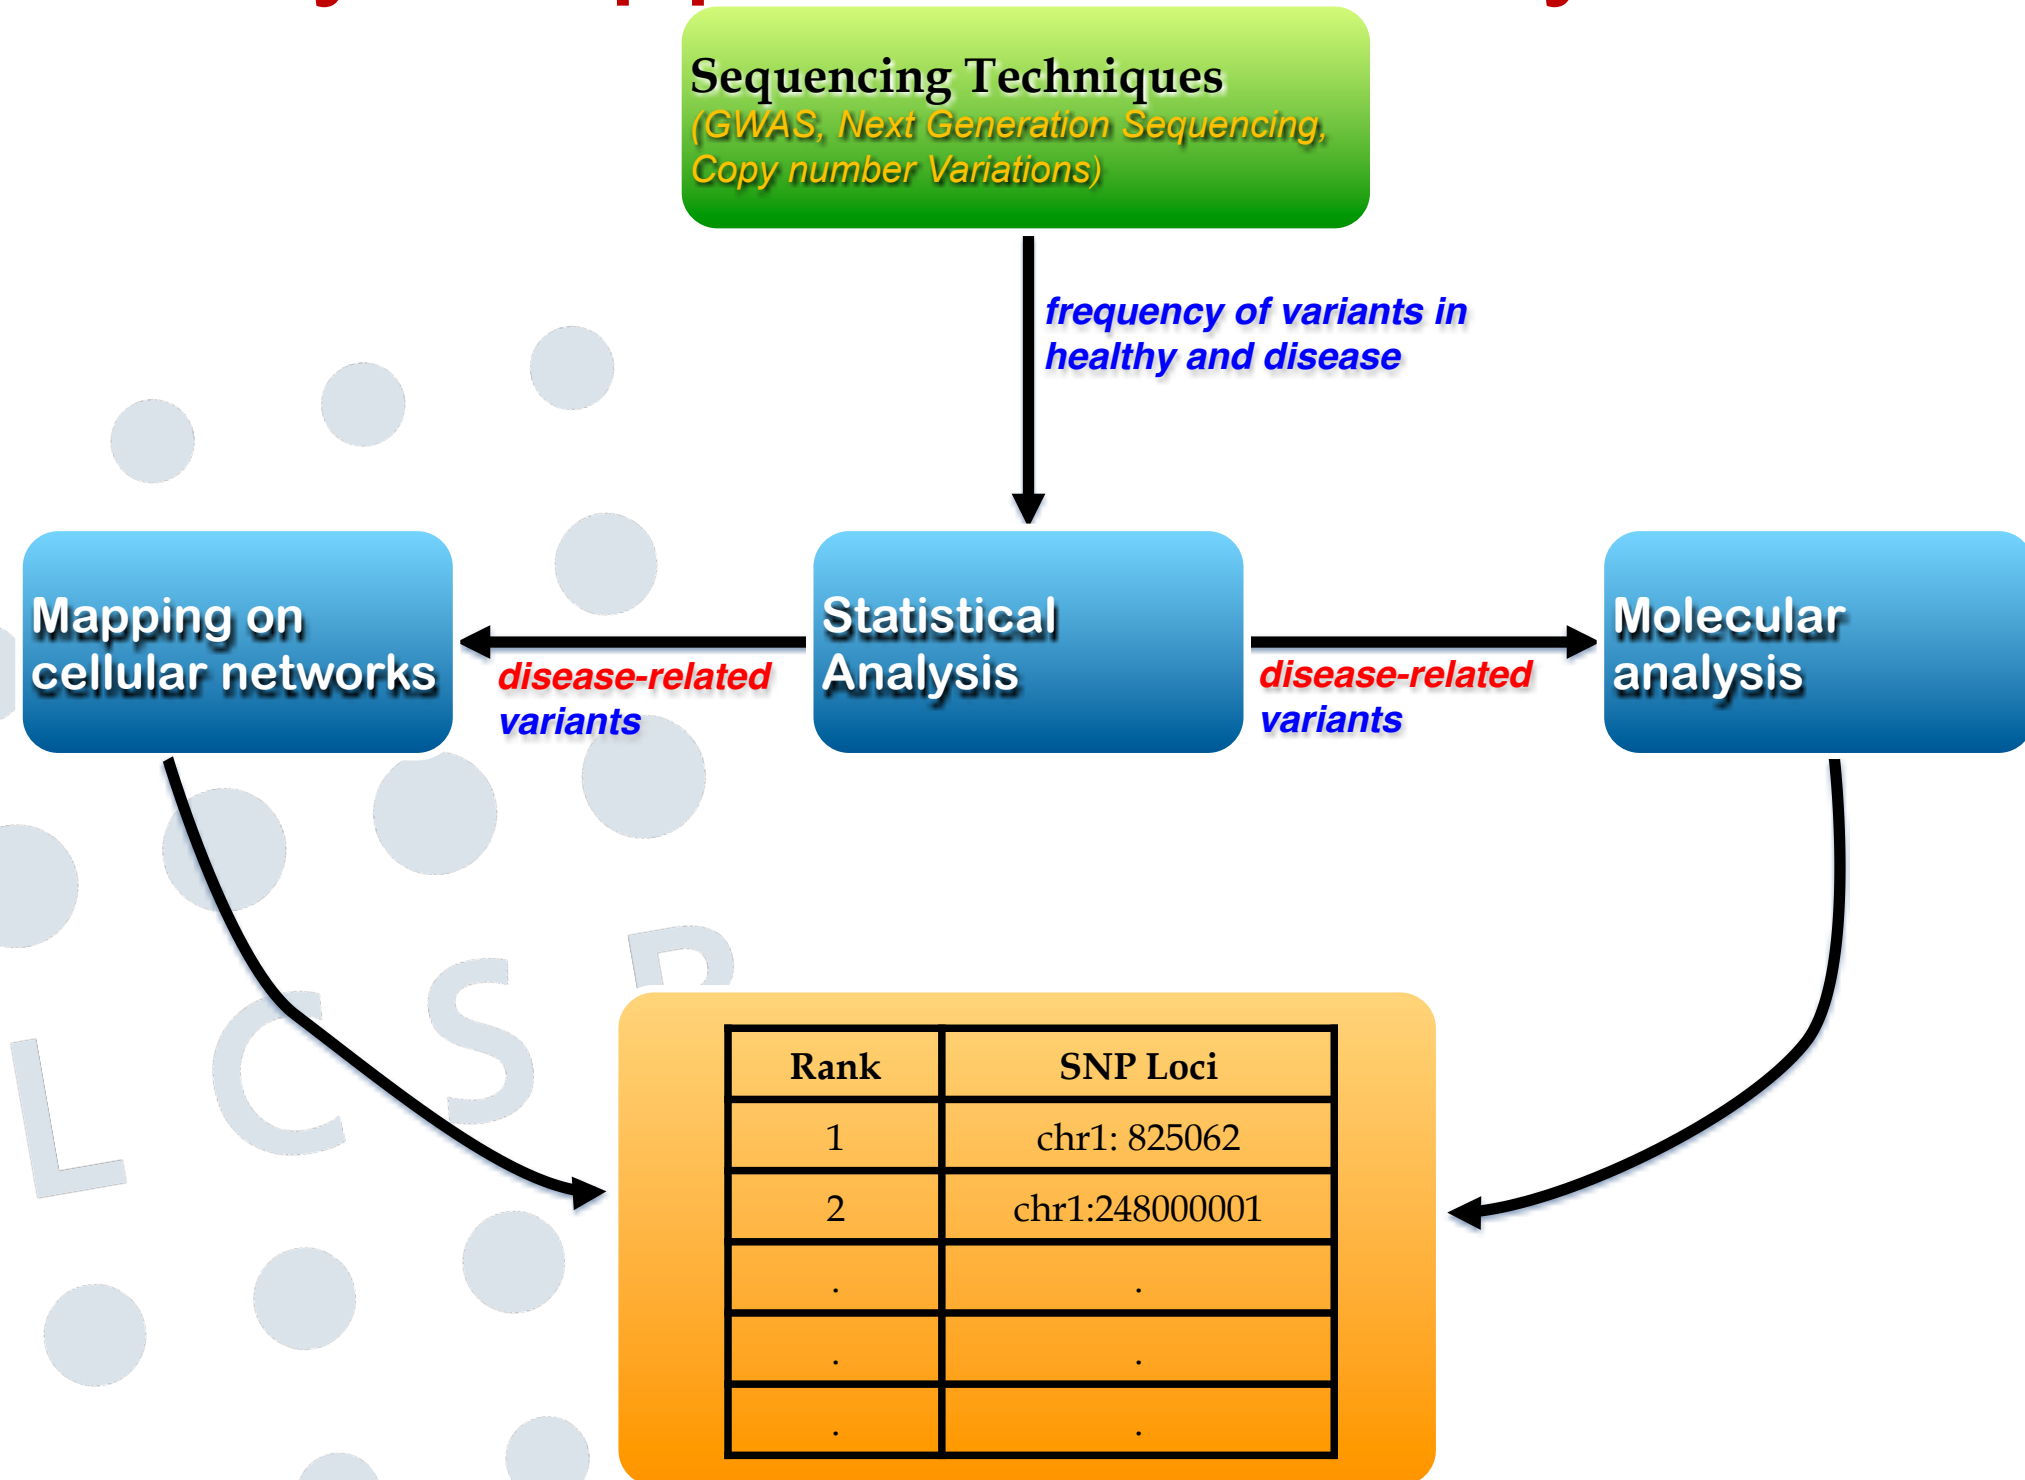 Sequencing Techniques
(GWAS, Next Generation Sequencing,
Copy number Variations)
frequency of variants in
healthy and disease
Mapping on
cellular networks
disease-related
variants
Statistical
Analysis
disease-related
variants
Molecular
analysis
L C S
Rank SNP Loci
1 chr1: 825062
2 chr1:248000001
. .
. .
. .